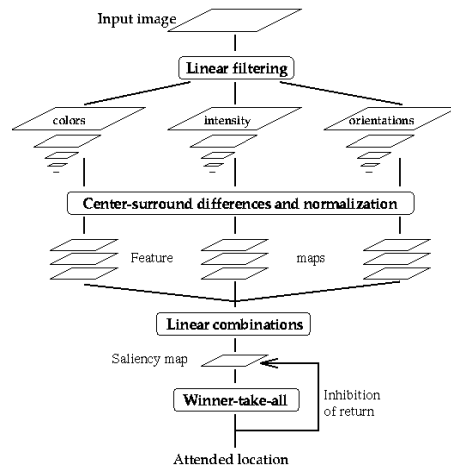 Input image
Linear filtering
colors
intensity
orientations
Center-surround differences and normalization
Feature
maps
Linear combinations
Saliency map
Winner-take-all
Inhibition
of return
Attended location